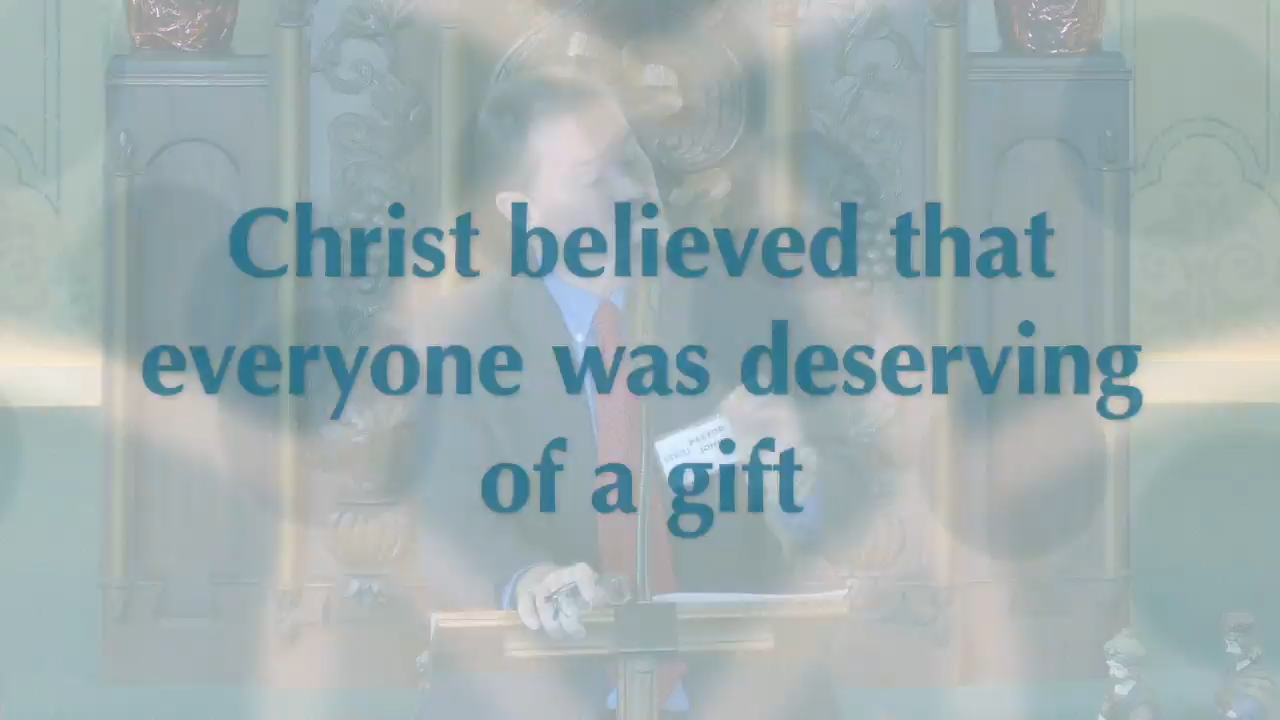 Christ believed that
everyone was deserving
of a gift